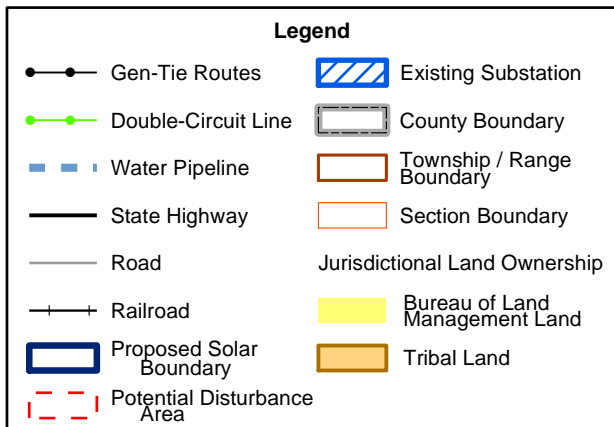 Legend
Gen-Tie Routes
Double-Circuit Line
Water Pipeline
State Highway
Road
Railroad
Proposed Solar
Boundary
Potential Disturbance
Area
Existing Substation
County Boundary
Township / Range
Boundary
Section Boundary
Jurisdictional Land Ownership
Bureau of Land
Management Land
Tribal Land